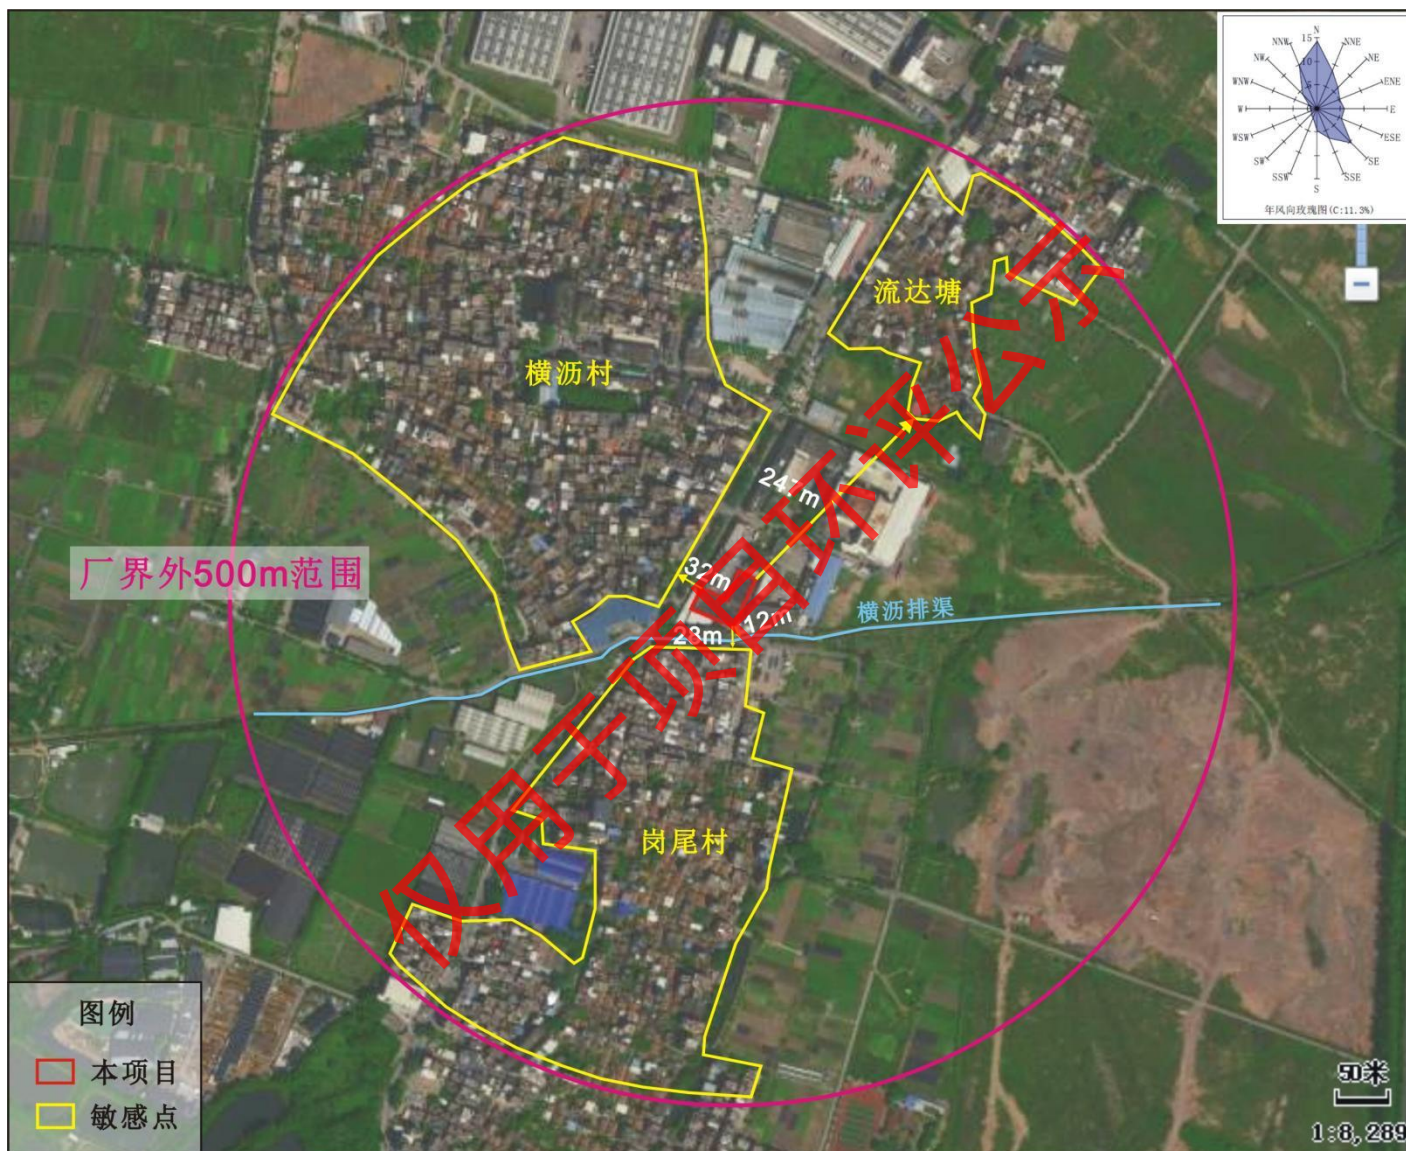 N
NNE
NE
ENE
E
ESE
SE
SSE
S
SSW
SW
WSW
W
WNW
NW
NNW
15
10
5
年风向玫瑰图(C:11.3%)
流达塘
横沥村
32m
厂界外500m范围
横沥排渠
12m
28m
岗尾村
仅用于项目环评公示
图例
本项目
敏感点
50米
1:8,289